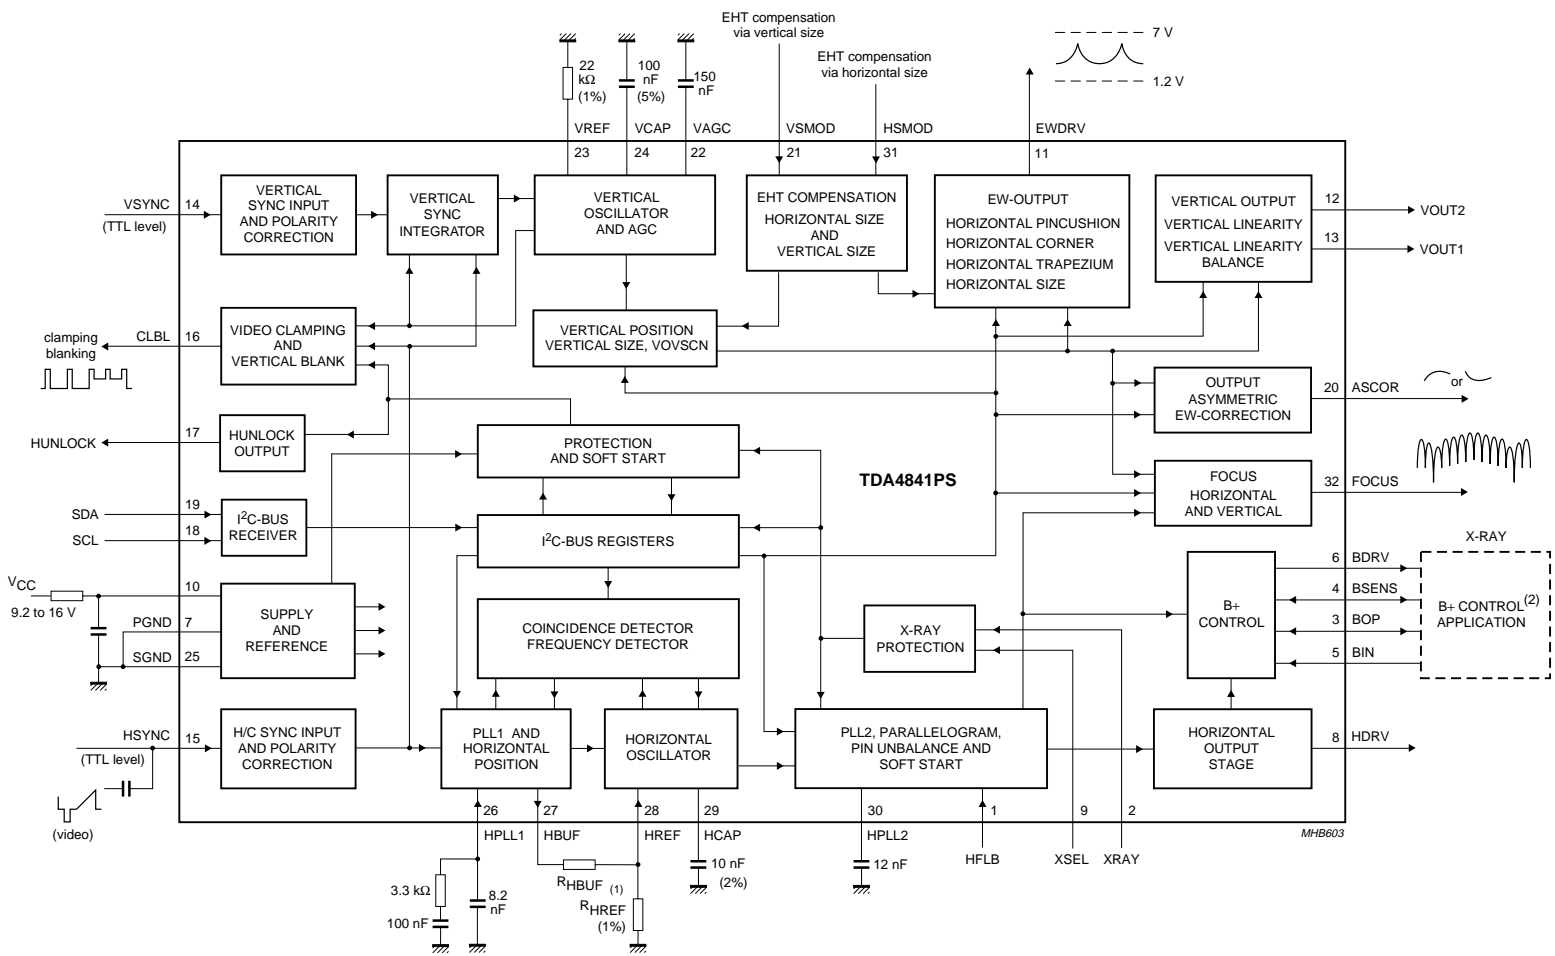 EHT compensation
via vertical size
EHT compensation
via horizontal size
7 V
1.2 V
22
kΩ
(1%)
100
nF
(5%)
150
nF
VREF
VCAP
VAGC
VSMOD
HSMOD
EWDRV
23
24
22
21
31
11
VSYNC
(TTL level)
14
VERTICAL
SYNC INPUT
AND POLARITY
CORRECTION
VERTICAL
SYNC
INTEGRATOR
VERTICAL
OSCILLATOR
AND AGC
EHT COMPENSATION
HORIZONTAL SIZE
AND
VERTICAL SIZE
EW-OUTPUT
HORIZONTAL PINCUSHION
HORIZONTAL CORNER
HORIZONTAL TRAPEZIUM
HORIZONTAL SIZE
VERTICAL OUTPUT
VERTICAL LINEARITY
VERTICAL LINEARITY
BALANCE
12
VOUT2
13
VOUT1
clamping
blanking
CLBL
16
VIDEO CLAMPING
AND
VERTICAL BLANK
VERTICAL POSITION
VERTICAL SIZE, VOVSCN
OUTPUT
ASYMMETRIC
EW-CORRECTION
20
ASCOR
or
HUNLOCK
17
HUNLOCK
OUTPUT
PROTECTION
AND SOFT START
TDA4841PS
FOCUS
HORIZONTAL
AND VERTICAL
32
FOCUS
SDA
19
SCL
18
I2C-BUS
RECEIVER
I2C-BUS REGISTERS
X-RAY
VCC
9.2 to 16 V
10
PGND
7
SGND
25
SUPPLY
AND
REFERENCE
COINCIDENCE DETECTOR
FREQUENCY DETECTOR
X-RAY
PROTECTION
B+
CONTROL
6
BDRV
4
BSENS
3
BOP
5
BIN
B+ CONTROL(2)
APPLICATION
HSYNC
(TTL level)
15
(video)
H/C SYNC INPUT
AND POLARITY
CORRECTION
PLL1 AND
HORIZONTAL
POSITION
HORIZONTAL
OSCILLATOR
PLL2, PARALLELOGRAM,
PIN UNBALANCE AND
SOFT START
HORIZONTAL
OUTPUT
STAGE
8
HDRV
26
27
28
29
30
1
9
2
MHB603
HPLL1
HBUF
HREF
HCAP
HPLL2
HFLB
XSEL
XRAY
3.3 kΩ
100 nF
8.2
nF
RHBUF (1)
RHREF
(1%)
10 nF
(2%)
12 nF